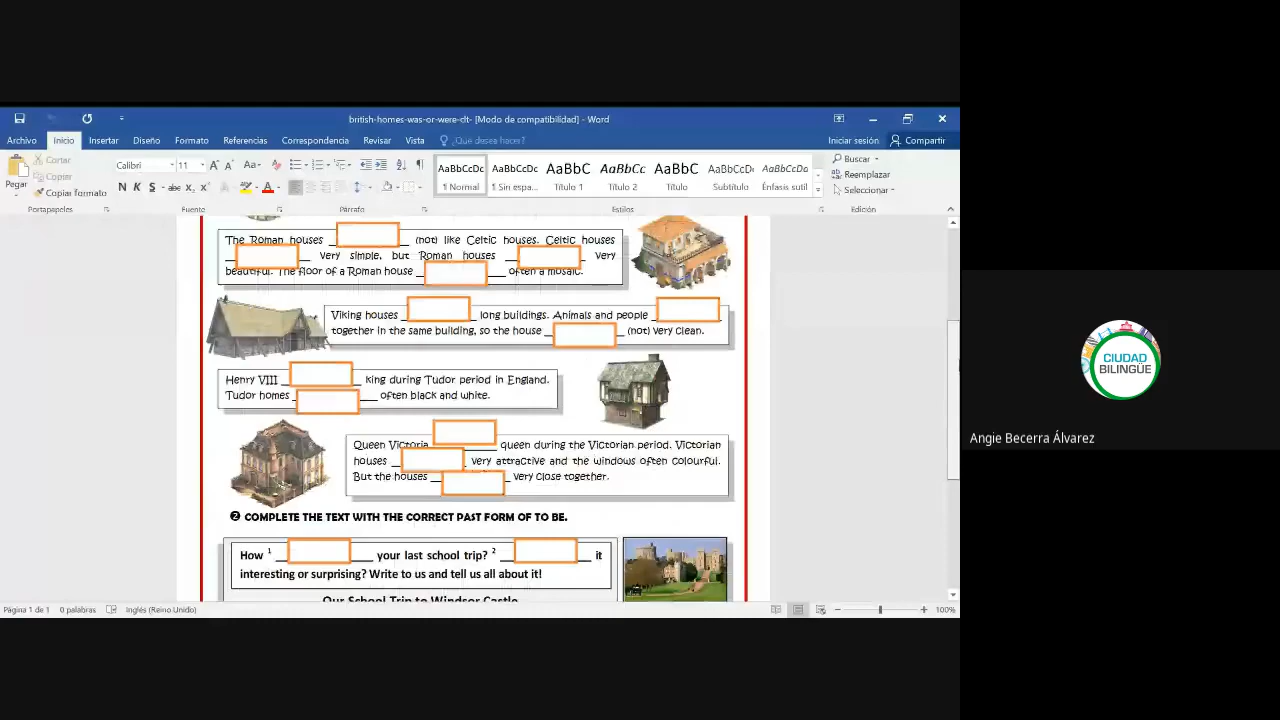 british-homes-was-or-were-clt- [Modo de compatibilidad] - Word
Archivo Inicio Insertar Diseño Formato Referencias Correspondencia Revisar Vista ¿Qué desea hacer? Iniciar sesión Compartir
Pegar Cortar
Copiar
Copiar formato
Calibri 11
N K S abc x₂ x²
AaBbCcDc AaBbCcDc AaBbC AaBbCc AaBbC AaBbCcD AaBbCcDc
¶ Normal ¶ Sin espa... Título 1 Título 2 Título Subtítulo Énfasis sutil
Buscar
Reemplazar
Seleccionar
Portapapeles Fuente Párrafo Estilos Edición
The Roman houses (not) like Celtic houses. Celtic houses
very simple, but Roman houses very
beautiful. The floor of a Roman house often a mosaic.
Viking houses long buildings. Animals and people
together in the same building, so the house (not) very clean.
Henry VIII king during Tudor period in England.
Tudor homes often black and white.
Queen Victoria queen during the Victorian period. Victorian
houses very attractive and the windows often colourful.
But the houses very close together.
❷ COMPLETE THE TEXT WITH THE CORRECT PAST FORM OF TO BE.
How 1 your last school trip? 2 it
interesting or surprising? Write to us and tell us all about it!
Our School Trip to Windsor Castle
Página 1 de 1 0 palabras Inglés (Reino Unido) 100%
CIUDAD
BILINGÜE
Angie Becerra Álvarez